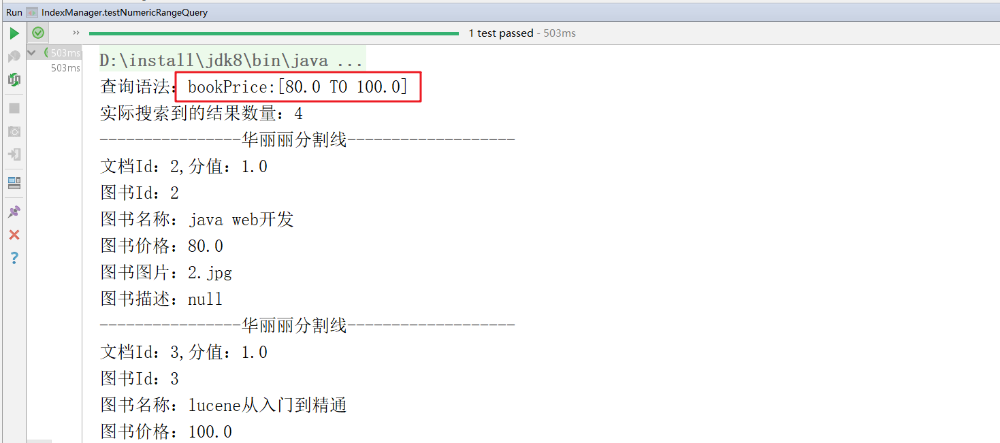 Run IndexManager.testNumericRangeQuery
1 test passed - 503ms
503ms
503ms
D:\install\jdk8\bin\java ...
查询语法：bookPrice:[80.0 TO 100.0]
实际搜索到的结果数量：4
----------------华丽丽分割线-------------------
文档Id：2,分值：1.0
图书Id：2
图书名称：java web开发
图书价格：80.0
图书图片：2.jpg
图书描述：null
----------------华丽丽分割线-------------------
文档Id：3,分值：1.0
图书Id：3
图书名称：lucene从入门到精通
图书价格：100.0